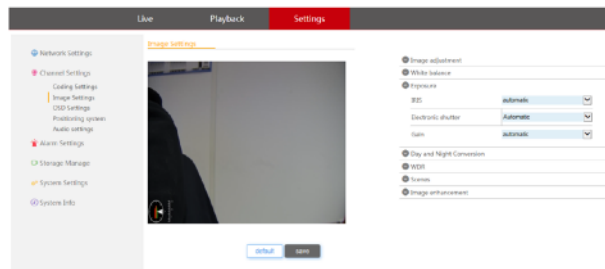 Live Playback Settings
Image Settings
Network Settings
Channel Settings
Coding Settings
Image Settings
OSD Settings
Positioning system
Audio settings
Alarm Settings
Storage Manage
System Settings
System Info
Image adjustment
White balance
Exposure
IRIS automatic
Electronic shutter Automatic
Gain automatic
Day and Night Conversion
WDR
Scenes
Image enhancement
default save